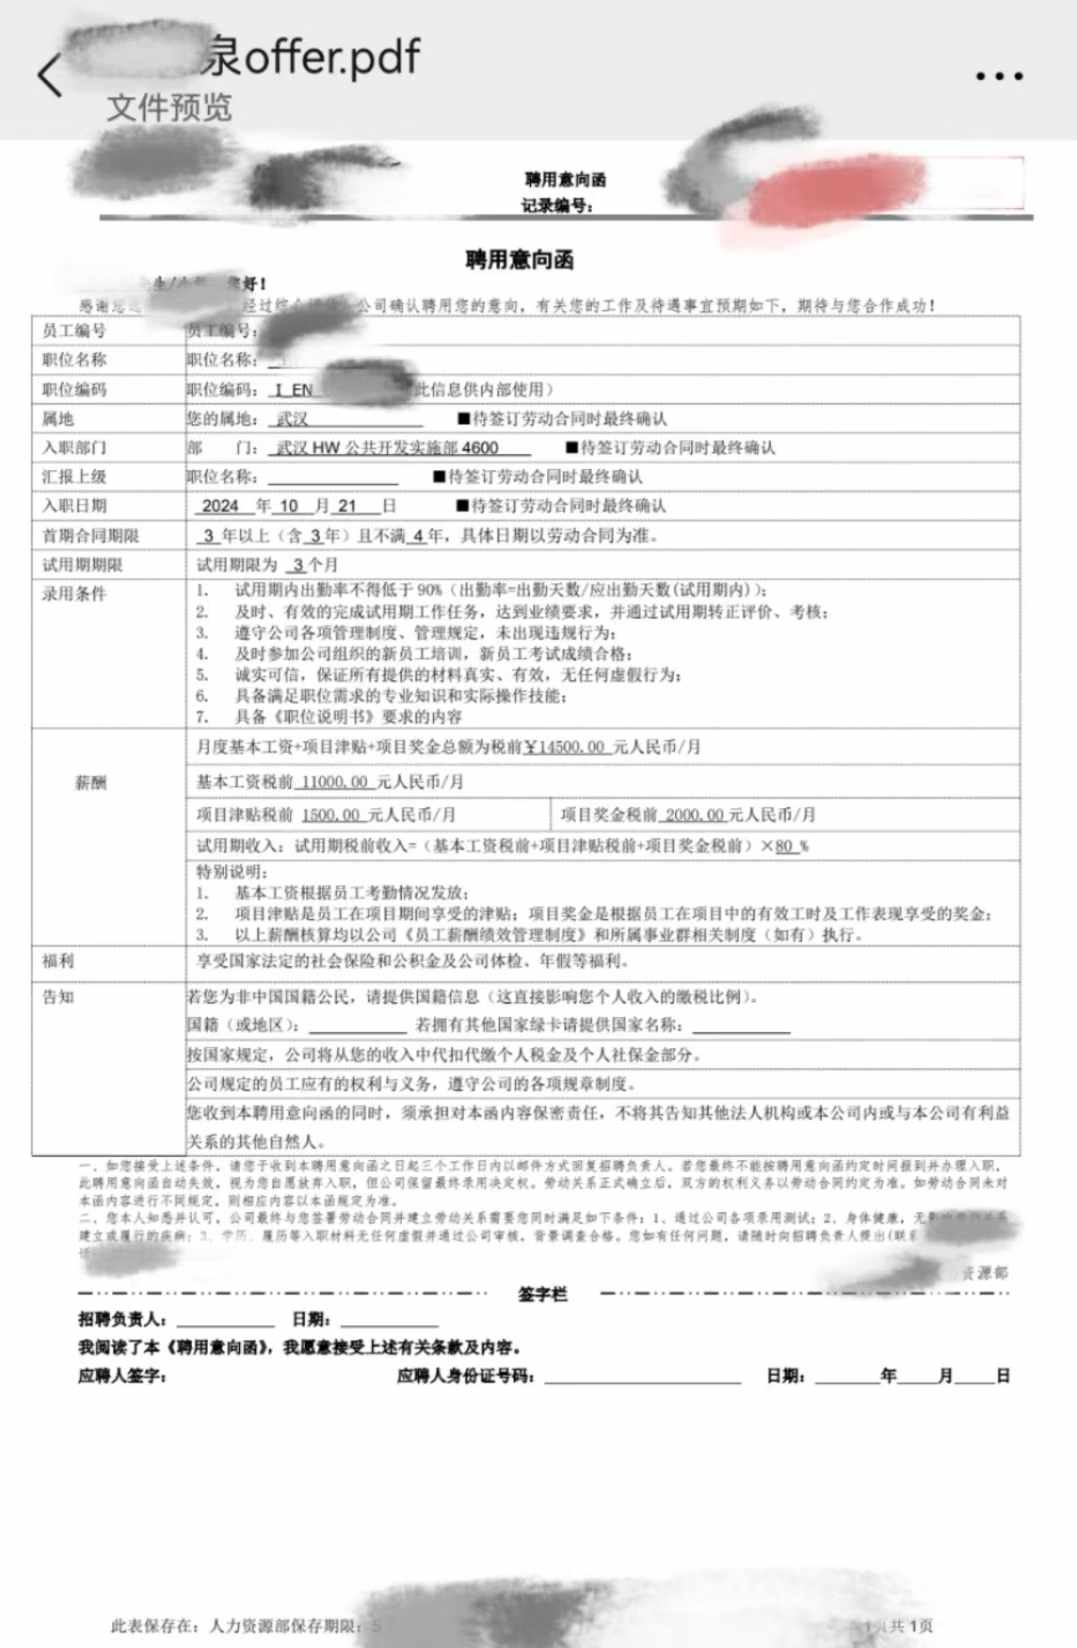 泉offer.pdf
文件预览
聘用意向函
记录编号：
聘用意向函
您好！
经过 公司确认聘用您的意向，有关您的工作及待遇事宜预期如下，期待与您合作成功！
员工编号 员工编号：
职位名称 职位名称：
职位编码 职位编码： I_EN 此信息供内部使用）
属地 您的属地： 武汉 ■待签订劳动合同时最终确认
入职部门 部 门： 武汉 HW 公共开发实施部 4600 ■待签订劳动合同时最终确认
汇报上级 职位名称： ■待签订劳动合同时最终确认
入职日期 2024 年 10 月 21 日 ■待签订劳动合同时最终确认
首期合同期限 3 年以上（含 3 年）且不满 4 年，具体日期以劳动合同为准。
试用期期限 试用期限为 3 个月
录用条件 1. 试用期内出勤率不得低于 90%（出勤率=出勤天数/应出勤天数(试用期内)）；
2. 及时、有效的完成试用期工作任务，达到业绩要求，并通过试用期转正评价、考核；
3. 遵守公司各项管理制度、管理规定，未出现违规行为；
4. 及时参加公司组织的新员工培训，新员工考试成绩合格；
5. 诚实可信，保证所有提供的材料真实、有效，无任何虚假行为；
6. 具备满足职位需求的专业知识和实际操作技能；
7. 具备《职位说明书》要求的内容
薪酬
月度基本工资+项目津贴+项目奖金总额为税前¥14500.00 元人民币/月
基本工资税前 11000.00 元人民币/月
项目津贴税前 1500.00 元人民币/月 项目奖金税前 2000.00 元人民币/月
试用期收入：试用期税前收入=（基本工资税前+项目津贴税前+项目奖金税前）×80 %
特别说明：
1. 基本工资根据员工考勤情况发放；
2. 项目津贴是员工在项目期间享受的津贴；项目奖金是根据员工在项目中的有效工时及工作表现享受的奖金；
3. 以上薪酬核算均以公司《员工薪酬绩效管理制度》和所属事业群相关制度（如有）执行。
福利 享受国家法定的社会保险和公积金及公司体检、年假等福利。
告知 若您为非中国国籍公民，请提供国籍信息（这直接影响您个人收入的缴税比例）。
国籍（或地区）： 若拥有其他国家绿卡请提供国家名称：
按国家规定，公司将从您的收入中代扣代缴个人税金及个人社保金部分。
公司规定的员工应有的权利与义务，遵守公司的各项规章制度。
您收到本聘用意向函的同时，须承担对本函内容保密责任，不将其告知其他法人机构或本公司内或与本公司有利益
关系的其他自然人。
一、如您接受上述条件，请您于收到本聘用意向函之日起三个工作日内以邮件方式回复招聘负责人。若您最终不能按聘用意向函约定时间报到并办理入职，
此聘用意向函自动失效，视为您自愿放弃入职，但公司保留最终录用决定权。劳动关系正式确立后，双方的权利义务以劳动合同约定为准。如劳动合同未对
本函内容进行不同规定，则相应内容以本函规定为准。
二、您本人知悉并认可，公司最终与您签署劳动合同并建立劳动关系需要您同时满足如下条件：1、通过公司各项录用测试；2、身体健康，无
建立或履行的疾病；3、学历、履历等入职材料无任何虚假并通过公司审核，背景调查合格。您如有任何问题，请随时向招聘负责人提出(联系
资源部
签字栏
招聘负责人： 日期：
我阅读了本《聘用意向函》，我愿意接受上述有关条款及内容。
应聘人签字： 应聘人身份证号码： 日期： 年 月 日
此表保存在：人力资源部保存期限：5 1页共 1页